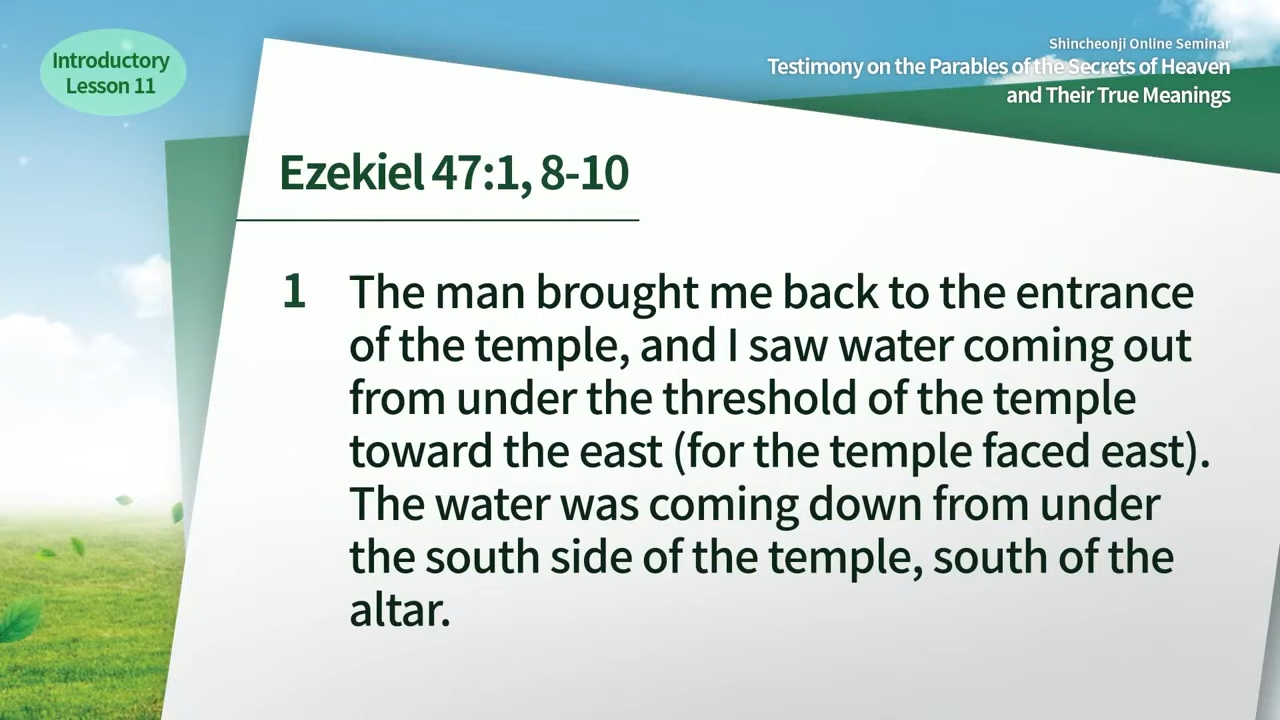 Introductory
Lesson 11
Shincheonji Online Seminar
Testimony on the Parables of the Secrets of Heaven
and Their True Meanings
Ezekiel 47:1, 8-10
1 The man brought me back to the entrance
of the temple, and I saw water coming out
from under the threshold of the temple
toward the east (for the temple faced east).
The water was coming down from under
the south side of the temple, south of the
altar.